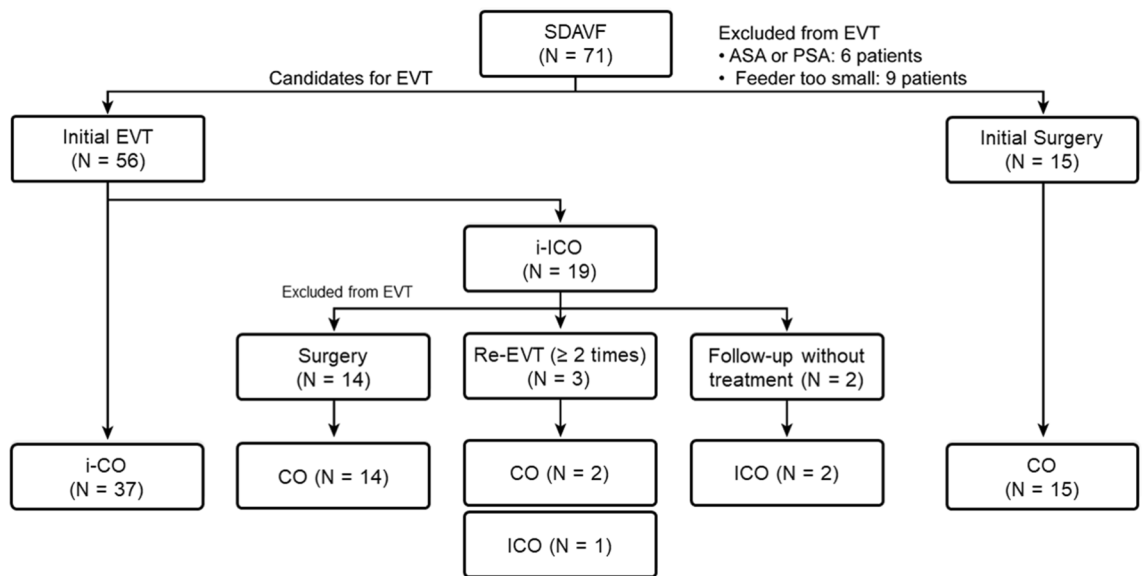 SDAVF
(N = 71)
Excluded from EVT
• ASA or PSA: 6 patients
• Feeder too small: 9 patients
Candidates for EVT
Initial EVT
(N = 56)
Initial Surgery
(N = 15)
i-ICO
(N = 19)
Excluded from EVT
Surgery
(N = 14)
Re-EVT (≥ 2 times)
(N = 3)
Follow-up without
treatment (N = 2)
i-CO
(N = 37)
CO (N = 14)
CO (N = 2)
ICO (N = 2)
CO
(N = 15)
ICO (N = 1)